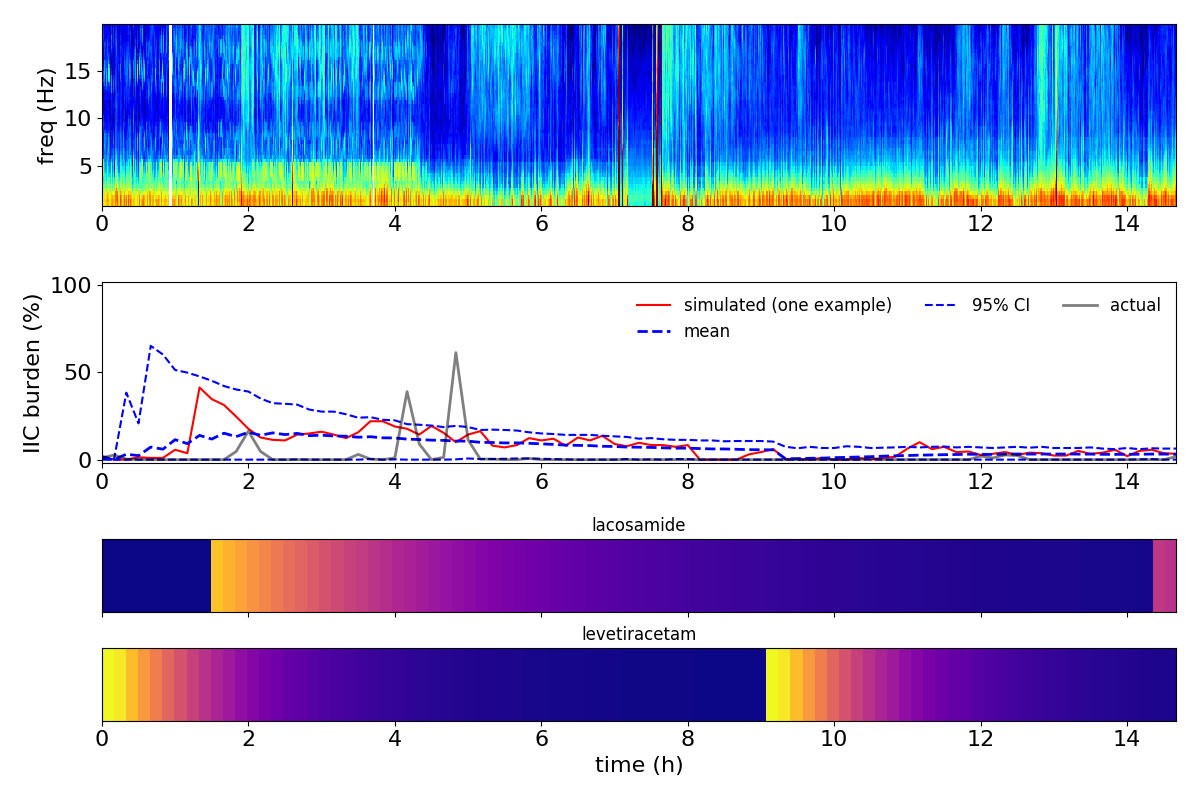 freq (Hz)
15
10
5
0 2 4 6 8 10 12 14
IIC burden (%)
100
50
0
simulated (one example) 95% CI actual
mean
0 2 4 6 8 10 12 14
lacosamide
levetiracetam
0 2 4 6 8 10 12 14
time (h)